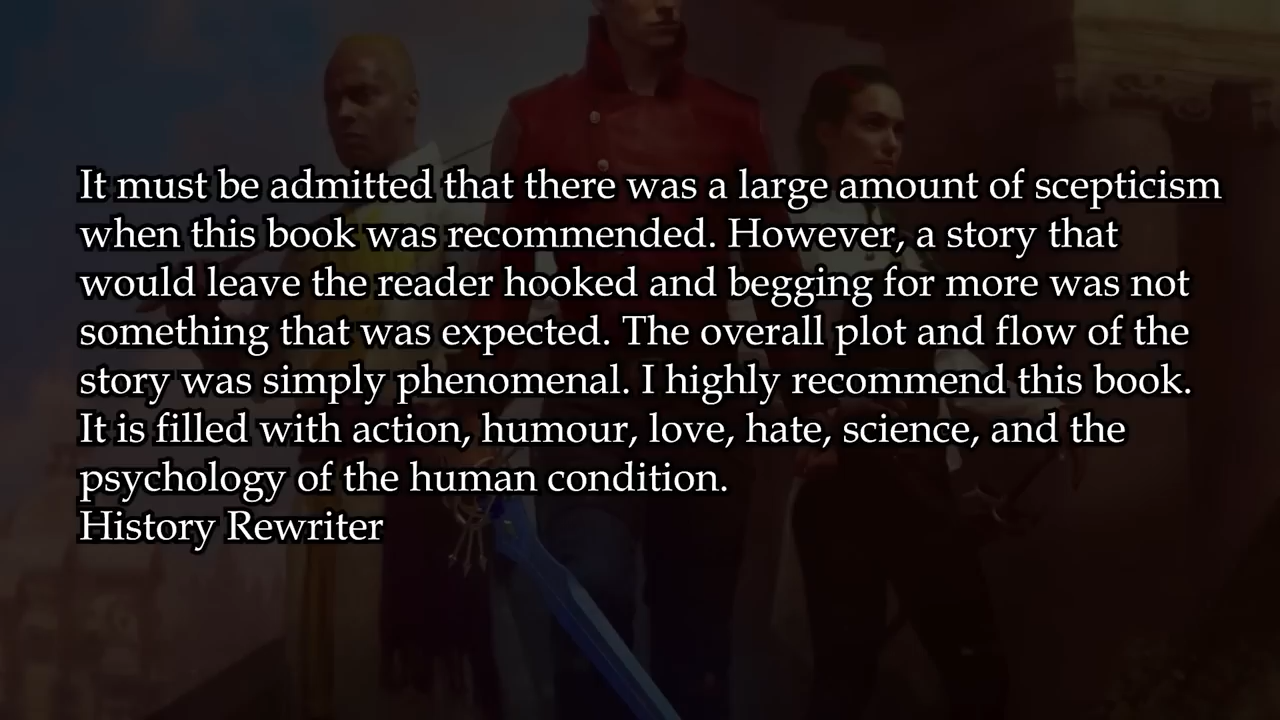 It must be admitted that there was a large amount of scepticism
when this book was recommended. However, a story that
would leave the reader hooked and begging for more was not
something that was expected. The overall plot and flow of the
story was simply phenomenal. I highly recommend this book.
It is filled with action, humour, love, hate, science, and the
psychology of the human condition.
History Rewriter